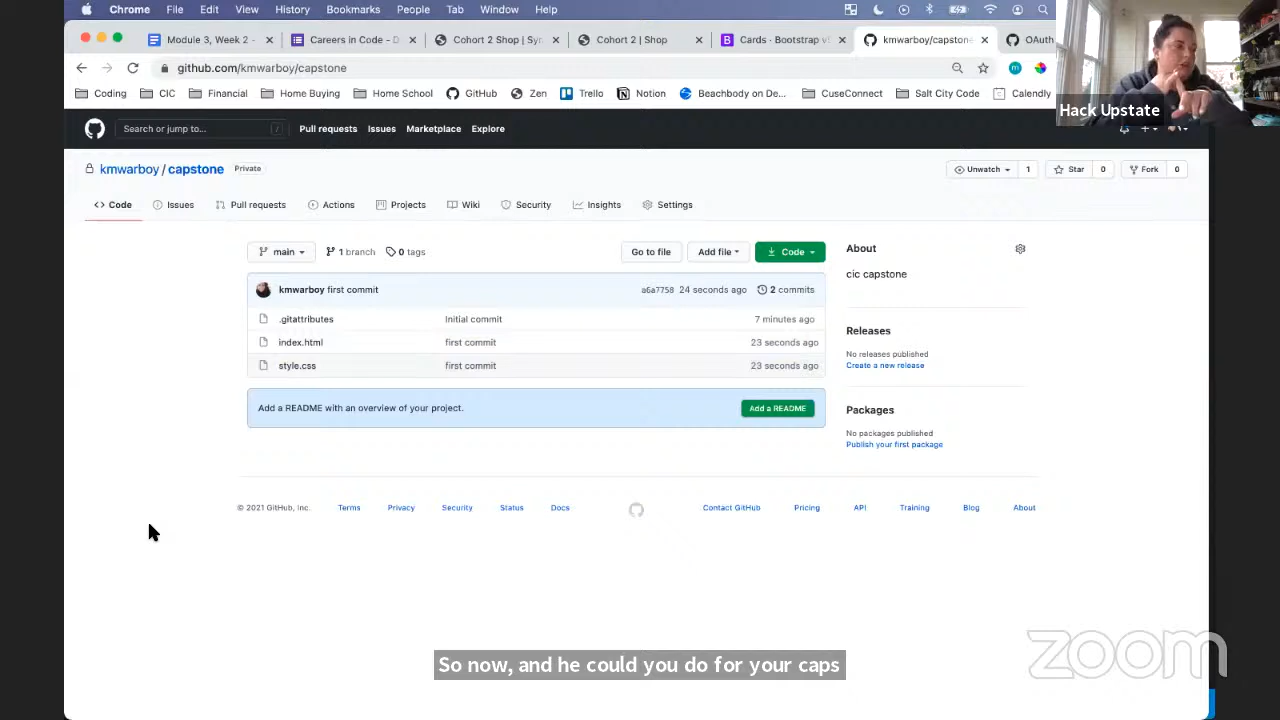 Chrome File Edit View History Bookmarks People Tab Window Help
Module 3, Week 2 - Careers in Code - D Cohort 2 Shop | Sy Cohort 2 | Shop Cards · Bootstrap v5 kmwarboy/capstone OAuth
github.com/kmwarboy/capstone
Coding CIC Financial Home Buying Home School GitHub Zen Trello Notion Beachbody on De... CuseConnect Salt City Code Calendly
Hack Upstate
Search or jump to... / Pull requests Issues Marketplace Explore
kmwarboy / capstone Private Unwatch 1 Star 0 Fork 0
<> Code Issues Pull requests Actions Projects Wiki Security Insights Settings
main 1 branch 0 tags Go to file Add file Code
About
cic capstone
kmwarboy first commit a6a7758 24 seconds ago 2 commits
.gitattributes Initial commit 7 minutes ago
index.html first commit 23 seconds ago
style.css first commit 23 seconds ago
Add a README with an overview of your project. Add a README
Releases
No releases published
Create a new release
Packages
No packages published
Publish your first package
© 2021 GitHub, Inc. Terms Privacy Security Status Docs Contact GitHub Pricing API Training Blog About
So now, and he could you do for your caps
zoom